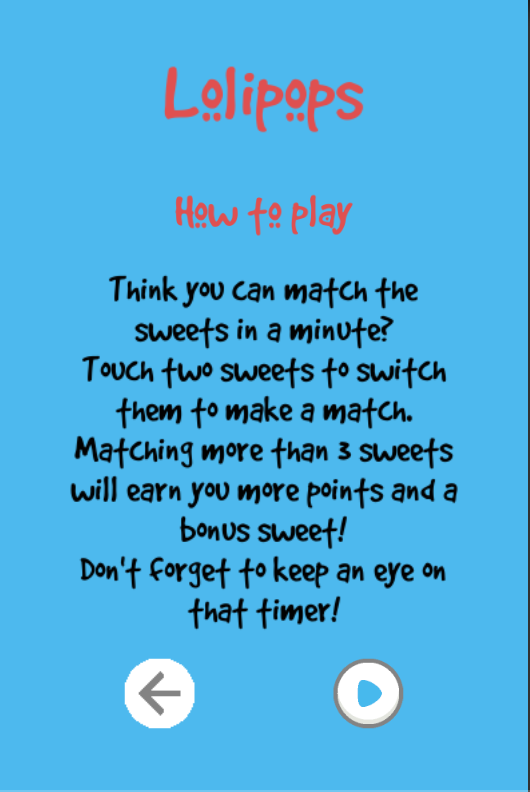 Lolipops
How to play
Think you can match the
sweets in a minute?
Touch two sweets to switch
them to make a match.
Matching more than 3 sweets
will earn you more points and a
bonus sweet!
Don't forget to keep an eye on
that timer!